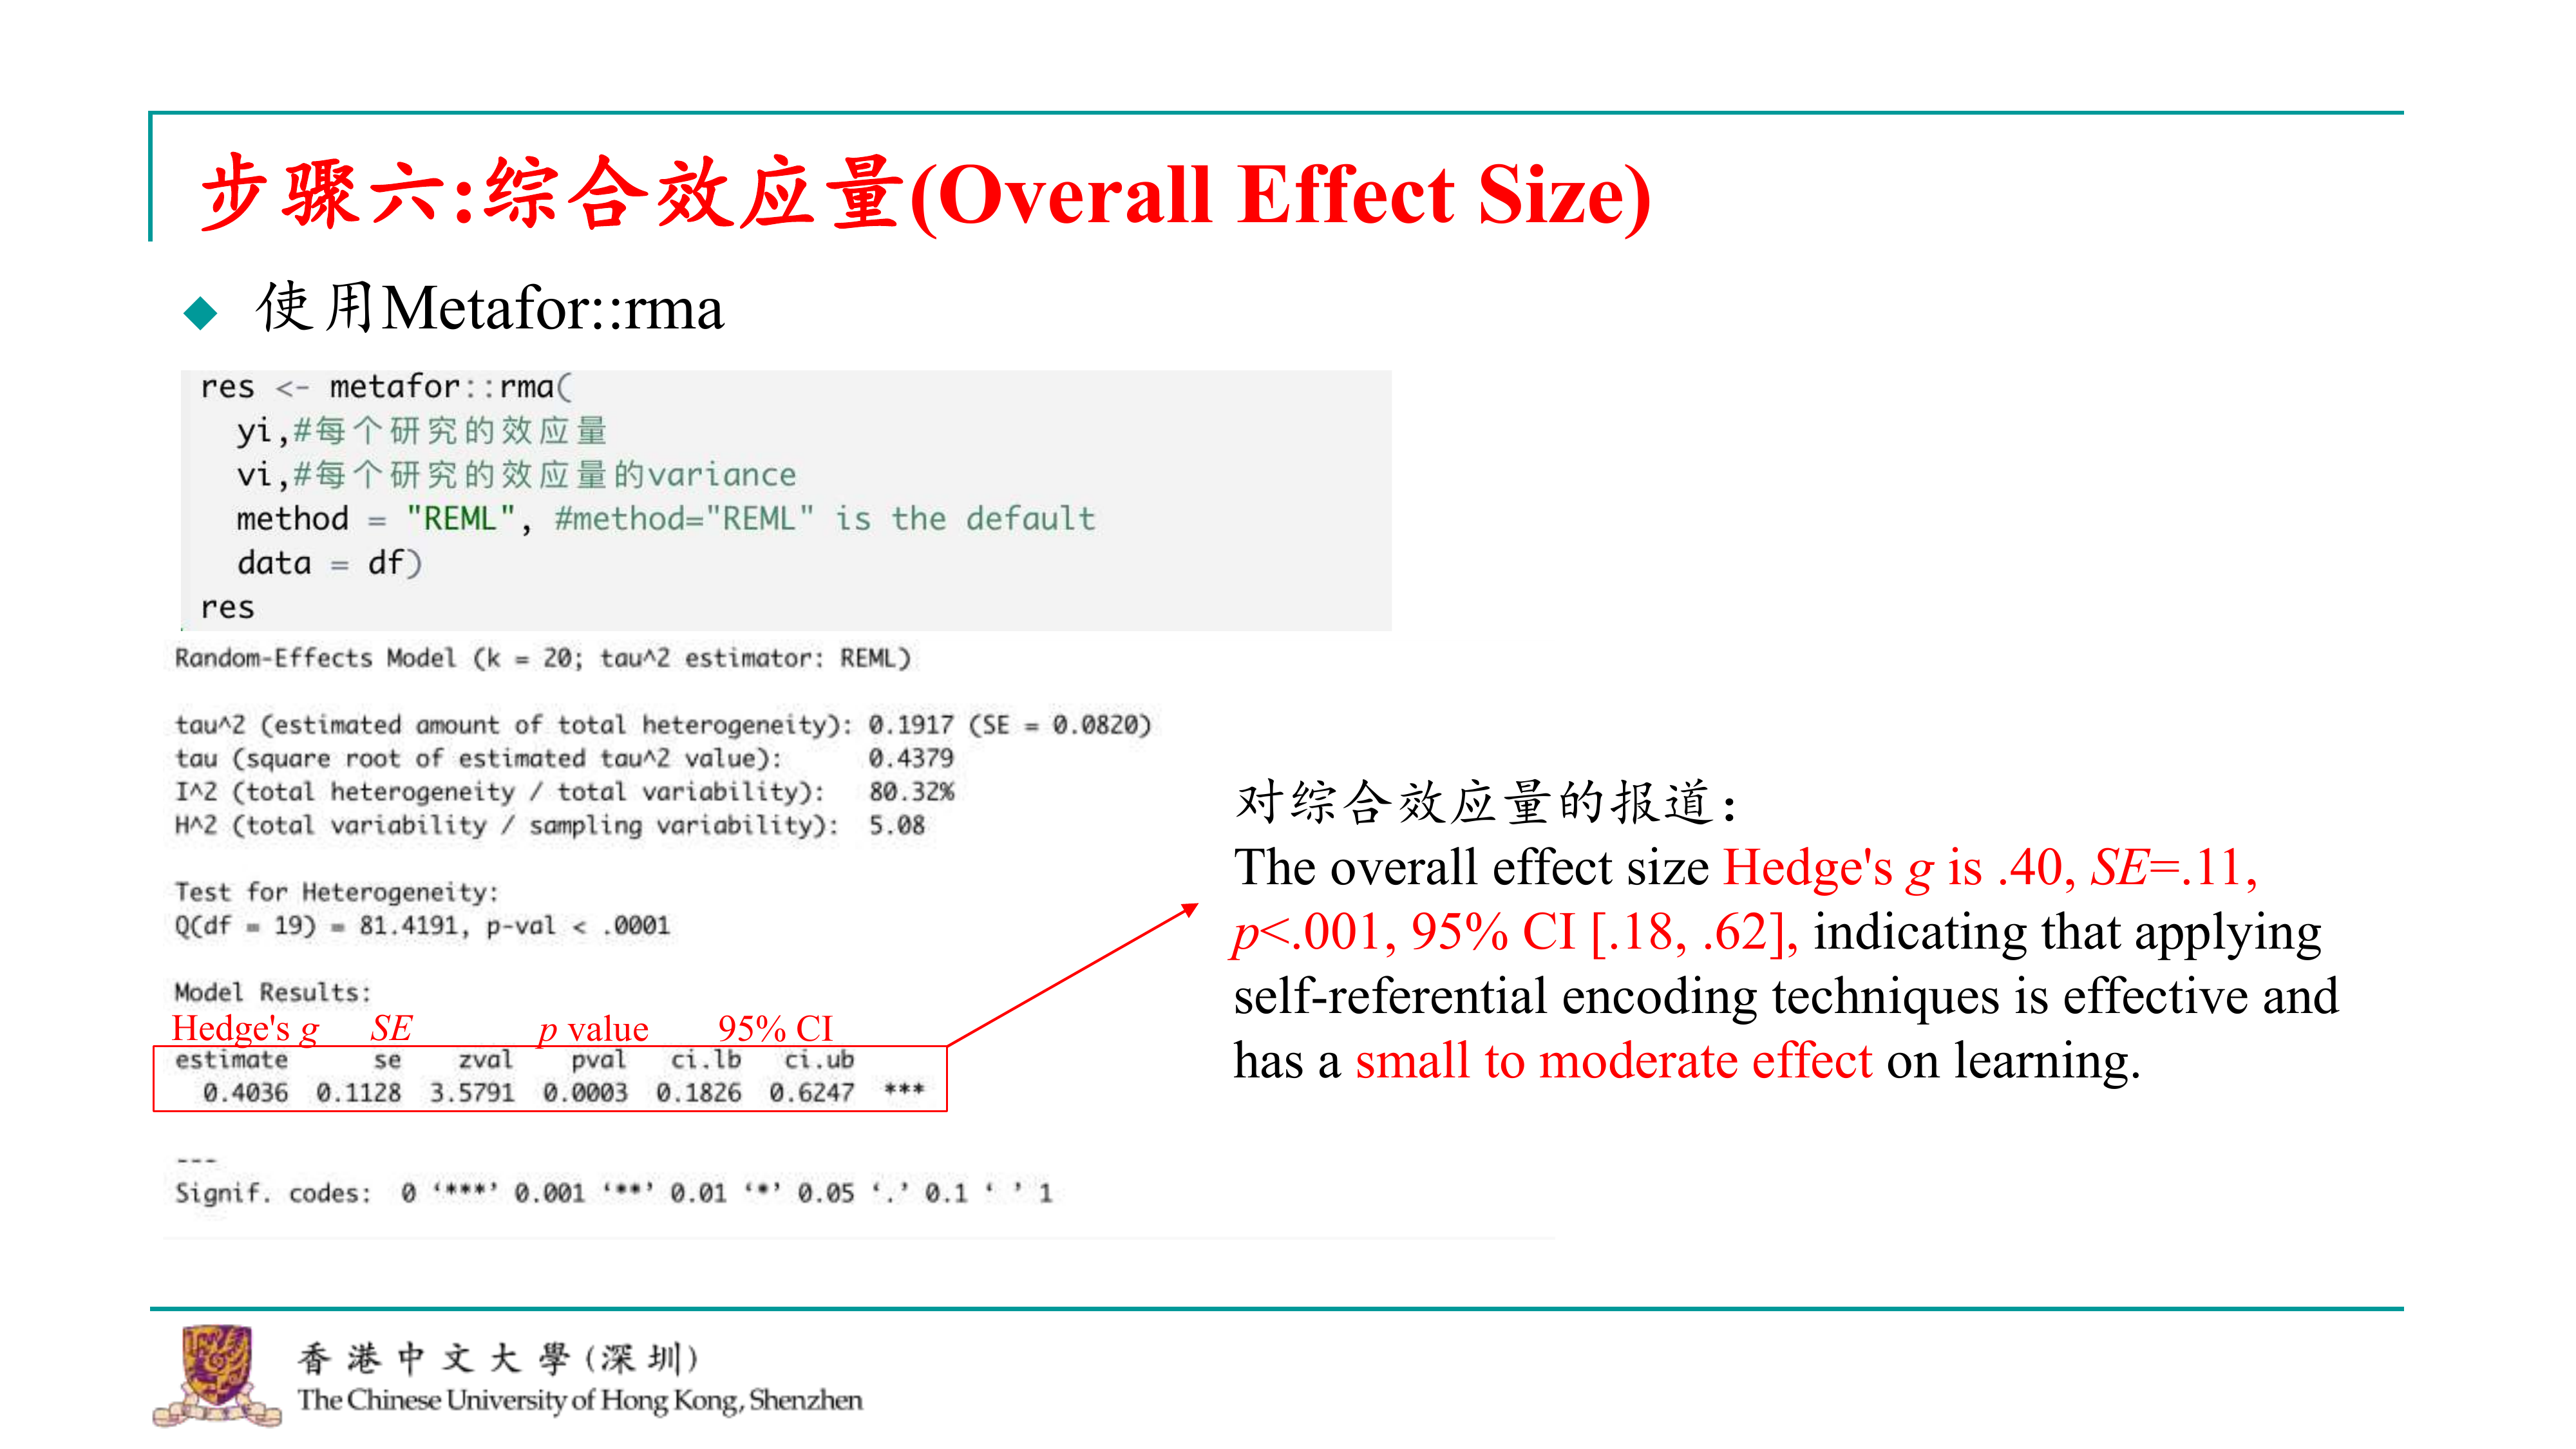 步骤六:综合效应量(Overall Effect Size)
使用Metafor::rma
res <- metafor::rma(
yi,#每个研究的效应量
vi,#每个研究的效应量的variance
method = "REML", #method="REML" is the default
data = df)
res
Random-Effects Model (k = 20; tau^2 estimator: REML)
tau^2 (estimated amount of total heterogeneity): 0.1917 (SE = 0.0820)
tau (square root of estimated tau^2 value): 0.4379
I^2 (total heterogeneity / total variability): 80.32%
H^2 (total variability / sampling variability): 5.08
Test for Heterogeneity:
Q(df = 19) = 81.4191, p-val < .0001
Model Results:
Hedge's g SE p value 95% CI
estimate se zval pval ci.lb ci.ub
0.4036 0.1128 3.5791 0.0003 0.1826 0.6247 ***
---
Signif. codes: 0 ‘***’ 0.001 ‘**’ 0.01 ‘*’ 0.05 ‘.’ 0.1 ‘ ’ 1
对综合效应量的报道：
The overall effect size Hedge's g is .40, SE=.11,
p<.001, 95% CI [.18, .62], indicating that applying
self-referential encoding techniques is effective and
has a small to moderate effect on learning.
香港中文大學(深圳)
The Chinese University of Hong Kong, Shenzhen